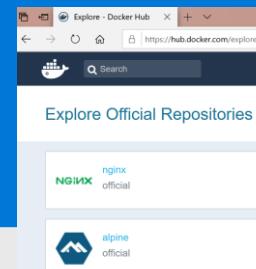 Explore - Docker Hub
https://hub.docker.com/explore
Search
Explore Official Repositories
NGINX
nginx
official
alpine
official